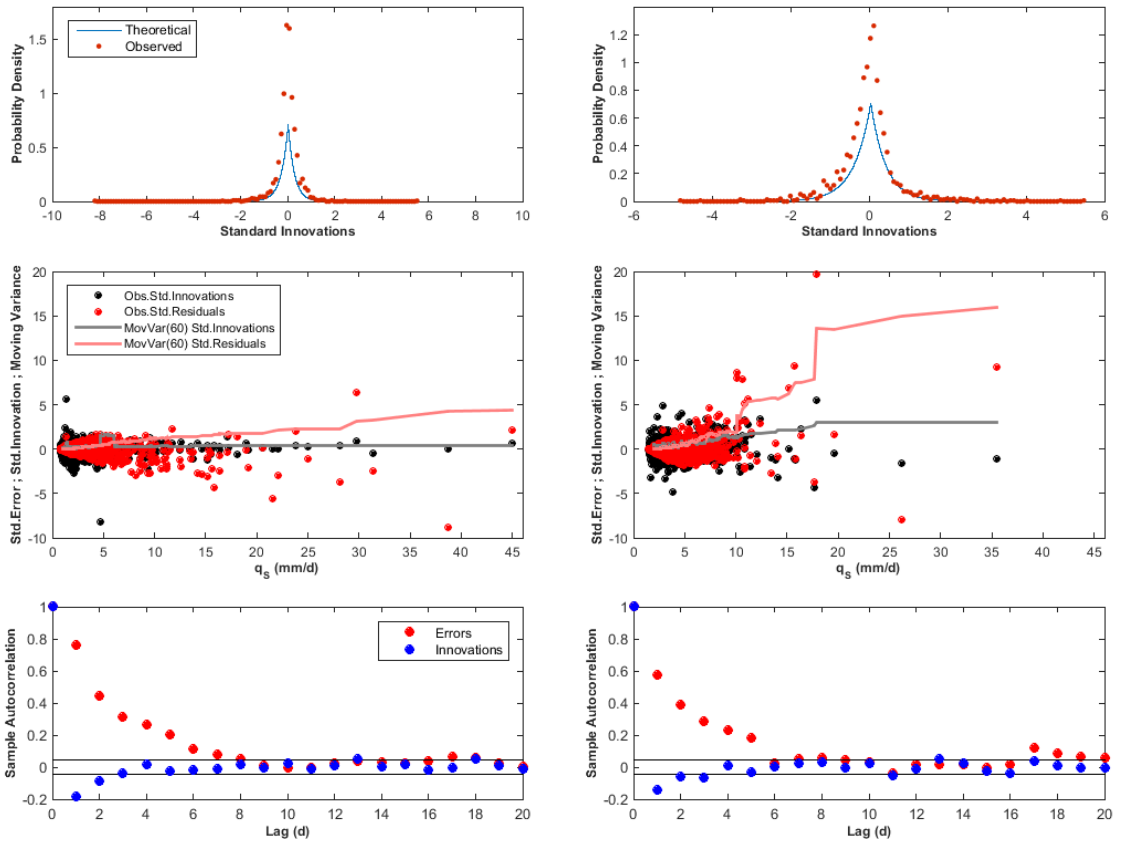 Probability Density
1.5
1
0.5
0
Theoretical
Observed
-10 -8 -6 -4 -2 0 2 4 6 8 10
Standard Innovations
Probability Density
1.2
1
0.8
0.6
0.4
0.2
0
-6 -4 -2 0 2 4 6
Standard Innovations
Std.Error ; Std.Innovation ; Moving Variance
20
15
10
5
0
-5
-10
Obs.Std.Innovations
Obs.Std.Residuals
MovVar(60) Std.Innovations
MovVar(60) Std.Residuals
0 5 10 15 20 25 30 35 40 45
qS (mm/d)
Std.Error ; Std.Innovation ; Moving Variance
20
15
10
5
0
-5
-10
0 5 10 15 20 25 30 35 40 45
qS (mm/d)
Sample Autocorrelation
1
0.8
0.6
0.4
0.2
0
-0.2
Errors
Innovations
0 2 4 6 8 10 12 14 16 18 20
Lag (d)
Sample Autocorrelation
1
0.8
0.6
0.4
0.2
0
-0.2
0 2 4 6 8 10 12 14 16 18 20
Lag (d)